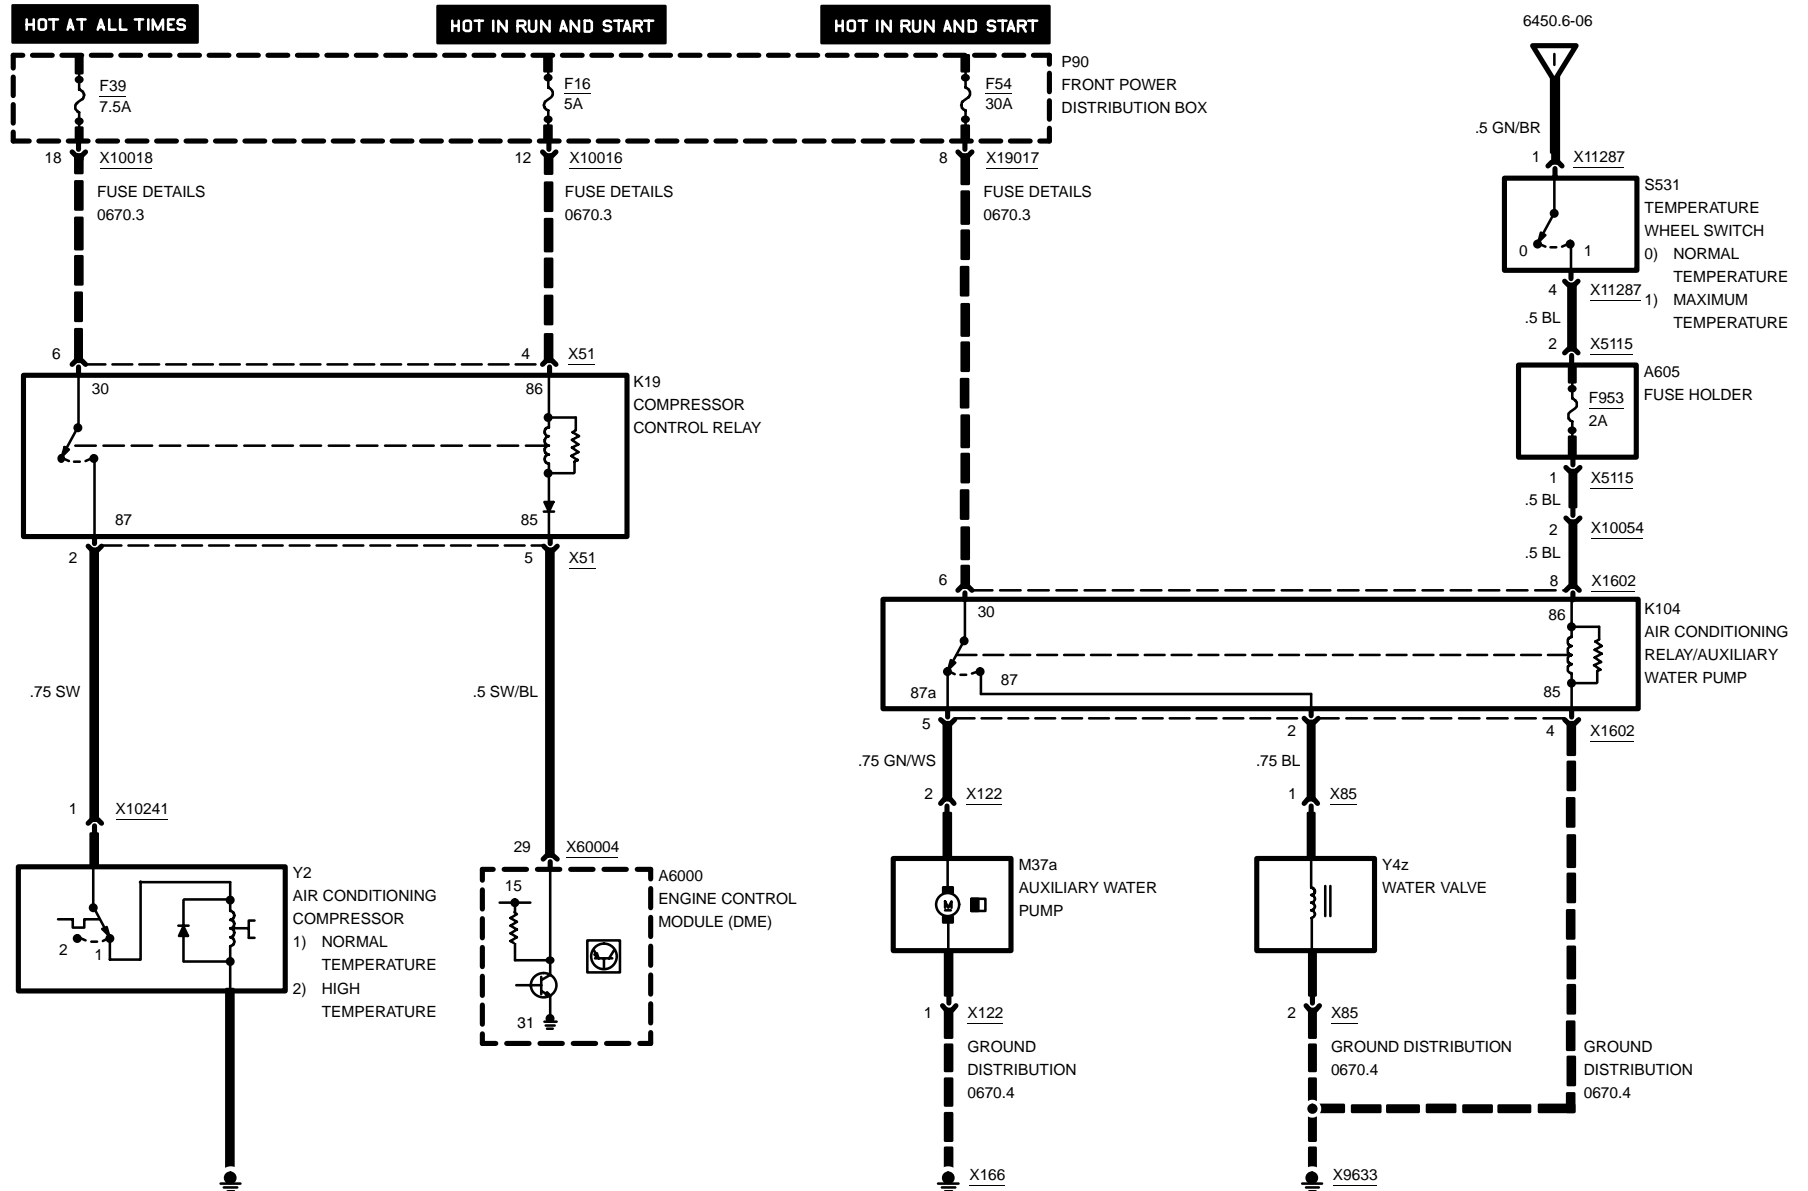 HOT AT ALL TIMES
HOT IN RUN AND START
HOT IN RUN AND START
6450.6-06
I
F39
7.5A
F16
5A
F54
30A
P90
FRONT POWER
DISTRIBUTION BOX
.5 GN/BR
18
X10018
12
X10016
8
X19017
1
X11287
FUSE DETAILS
0670.3
FUSE DETAILS
0670.3
FUSE DETAILS
0670.3
S531
TEMPERATURE
WHEEL SWITCH
0) NORMAL
TEMPERATURE
1) MAXIMUM
TEMPERATURE
0
1
4
X11287
.5 BL
2
X5115
6
4
X51
30
86
K19
COMPRESSOR
CONTROL RELAY
87
85
A605
FUSE HOLDER
F953
2A
1
X5115
.5 BL
2
X10054
.5 BL
2
5
X51
6
8
X1602
30
86
K104
AIR CONDITIONING
RELAY/AUXILIARY
WATER PUMP
87a
87
85
.75 SW
.5 SW/BL
5
2
4
X1602
.75 GN/WS
.75 BL
1
X10241
2
X122
1
X85
29
X60004
Y2
AIR CONDITIONING
COMPRESSOR
1) NORMAL
TEMPERATURE
2) HIGH
TEMPERATURE
2
1
15
31
A6000
ENGINE CONTROL
MODULE (DME)
M37a
AUXILIARY WATER
PUMP
M
Y4z
WATER VALVE
1
X122
2
X85
GROUND
DISTRIBUTION
0670.4
GROUND DISTRIBUTION
0670.4
GROUND
DISTRIBUTION
0670.4
X166
X9633